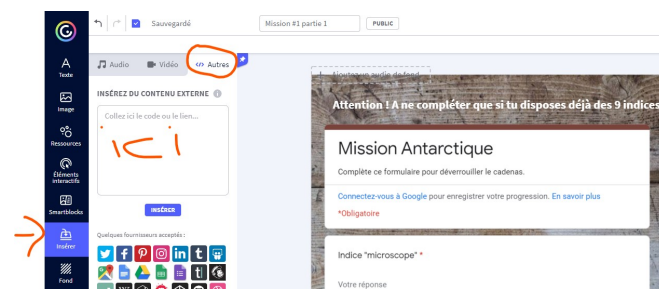 Sauvegardé
Mission #1 partie 1
PUBLIC
A
Texte
Audio
Vidéo
</> Autres
Image
INSÉREZ DU CONTENU EXTERNE
Collez ici le code ou le lien...
ICI
Ressources
Éléments
interactifs
Smartblocks
INSÉRER
Insérer
Quelques fournisseurs acceptés :
Fond
Ajouter un audio de fond
Attention ! A ne compléter que si tu disposes déjà des 9 indices
Mission Antarctique
Complète ce formulaire pour déverrouiller le cadenas.
Connectez-vous à Google pour enregistrer votre progression. En savoir plus
*Obligatoire
Indice "microscope" *
Votre réponse